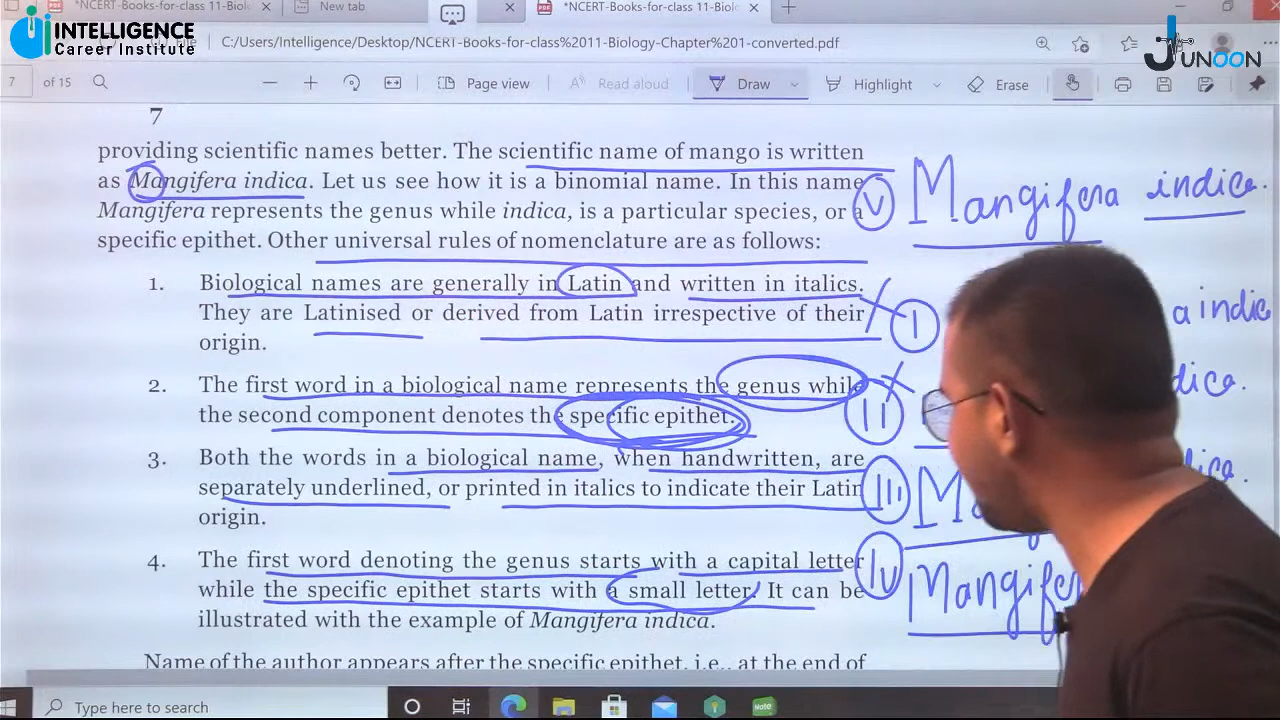 *NCERT-Books-for-class 11-Biol
New tab
*NCERT-Books-for-class 11-Biol
INTELLIGENCE
Career Institute
C:/Users/Intelligence/Desktop/NCERT-Books-for-class%2011-Biology-Chapter%201-converted.pdf
JUNOON
7 of 15
Page view
Read aloud
Draw
Highlight
Erase
7
providing scientific names better. The scientific name of mango is written
as Mangifera indica. Let us see how it is a binomial name. In this name
Mangifera represents the genus while indica, is a particular species, or a
specific epithet. Other universal rules of nomenclature are as follows:
1. Biological names are generally in Latin and written in italics.
They are Latinised or derived from Latin irrespective of their
origin.
2. The first word in a biological name represents the genus while
the second component denotes the specific epithet.
3. Both the words in a biological name, when handwritten, are
separately underlined, or printed in italics to indicate their Latin
origin.
4. The first word denoting the genus starts with a capital letter
while the specific epithet starts with a small letter. It can be
illustrated with the example of Mangifera indica.
Name of the author appears after the specific epithet, i.e., at the end of
V Mangifera indica.
I a indic
II dica.
III Ma ica.
IV Mangifer
Type here to search
Note